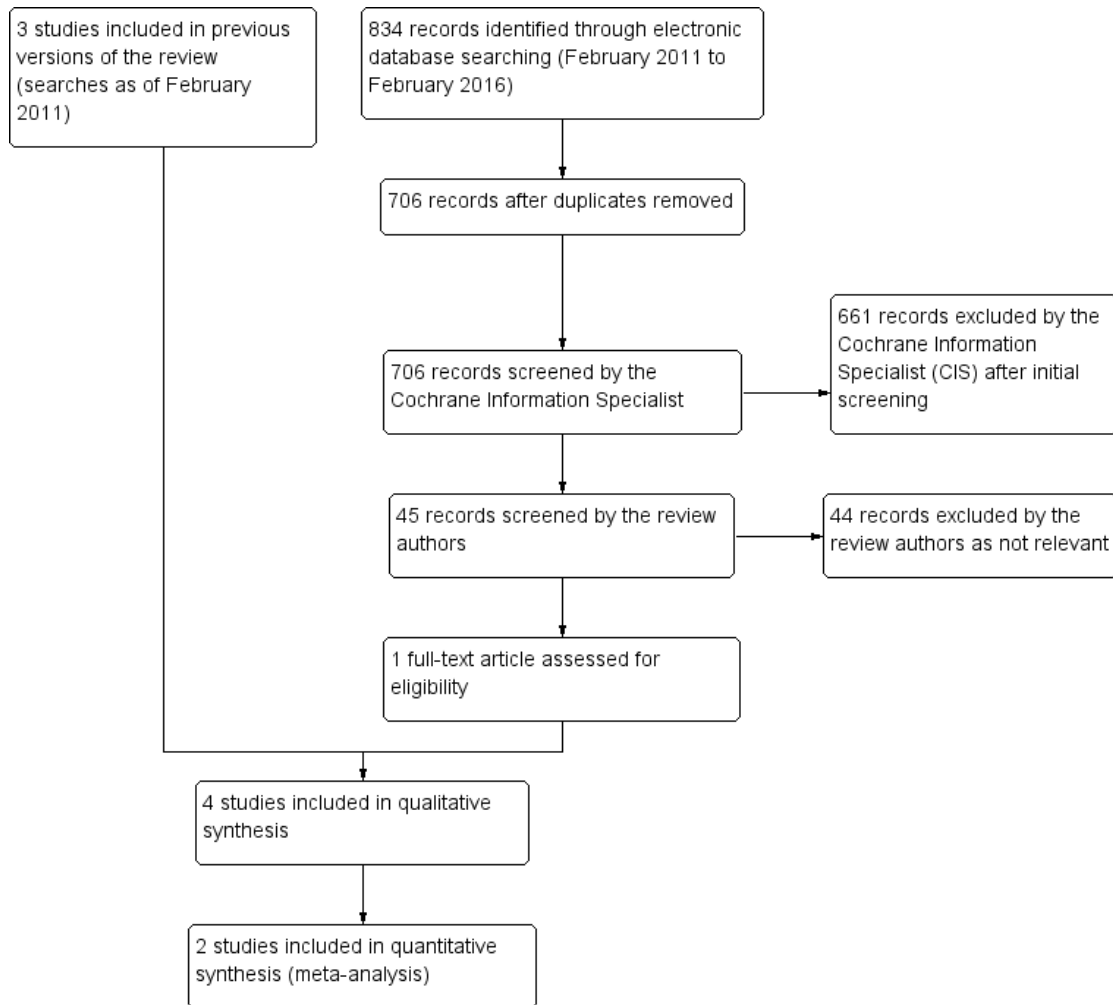 3 studies included in previous
versions of the review
(searches as of February
2011)
834 records identified through electronic
database searching (February 2011 to
February 2016)
706 records after duplicates removed
706 records screened by the
Cochrane Information Specialist
661 records excluded by the
Cochrane Information
Specialist (CIS) after initial
screening
45 records screened by the review
authors
44 records excluded by the
review authors as not relevant
1 full-text article assessed for
eligibility
4 studies included in qualitative
synthesis
2 studies included in quantitative
synthesis (meta-analysis)